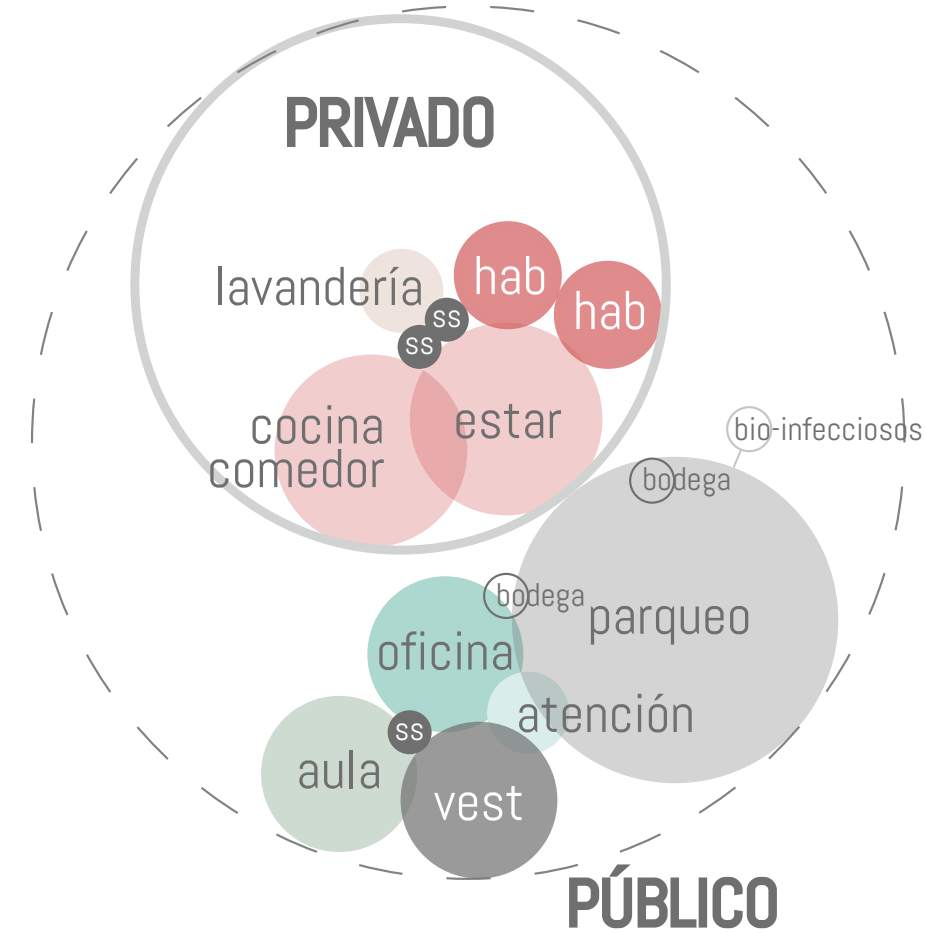 PRIVADO
lavandería
hab
hab
ss
ss
cocina
comedor
estar
bio-infecciosos
bodega
bodega
parqueo
oficina
atención
ss
aula
vest
PÚBLICO